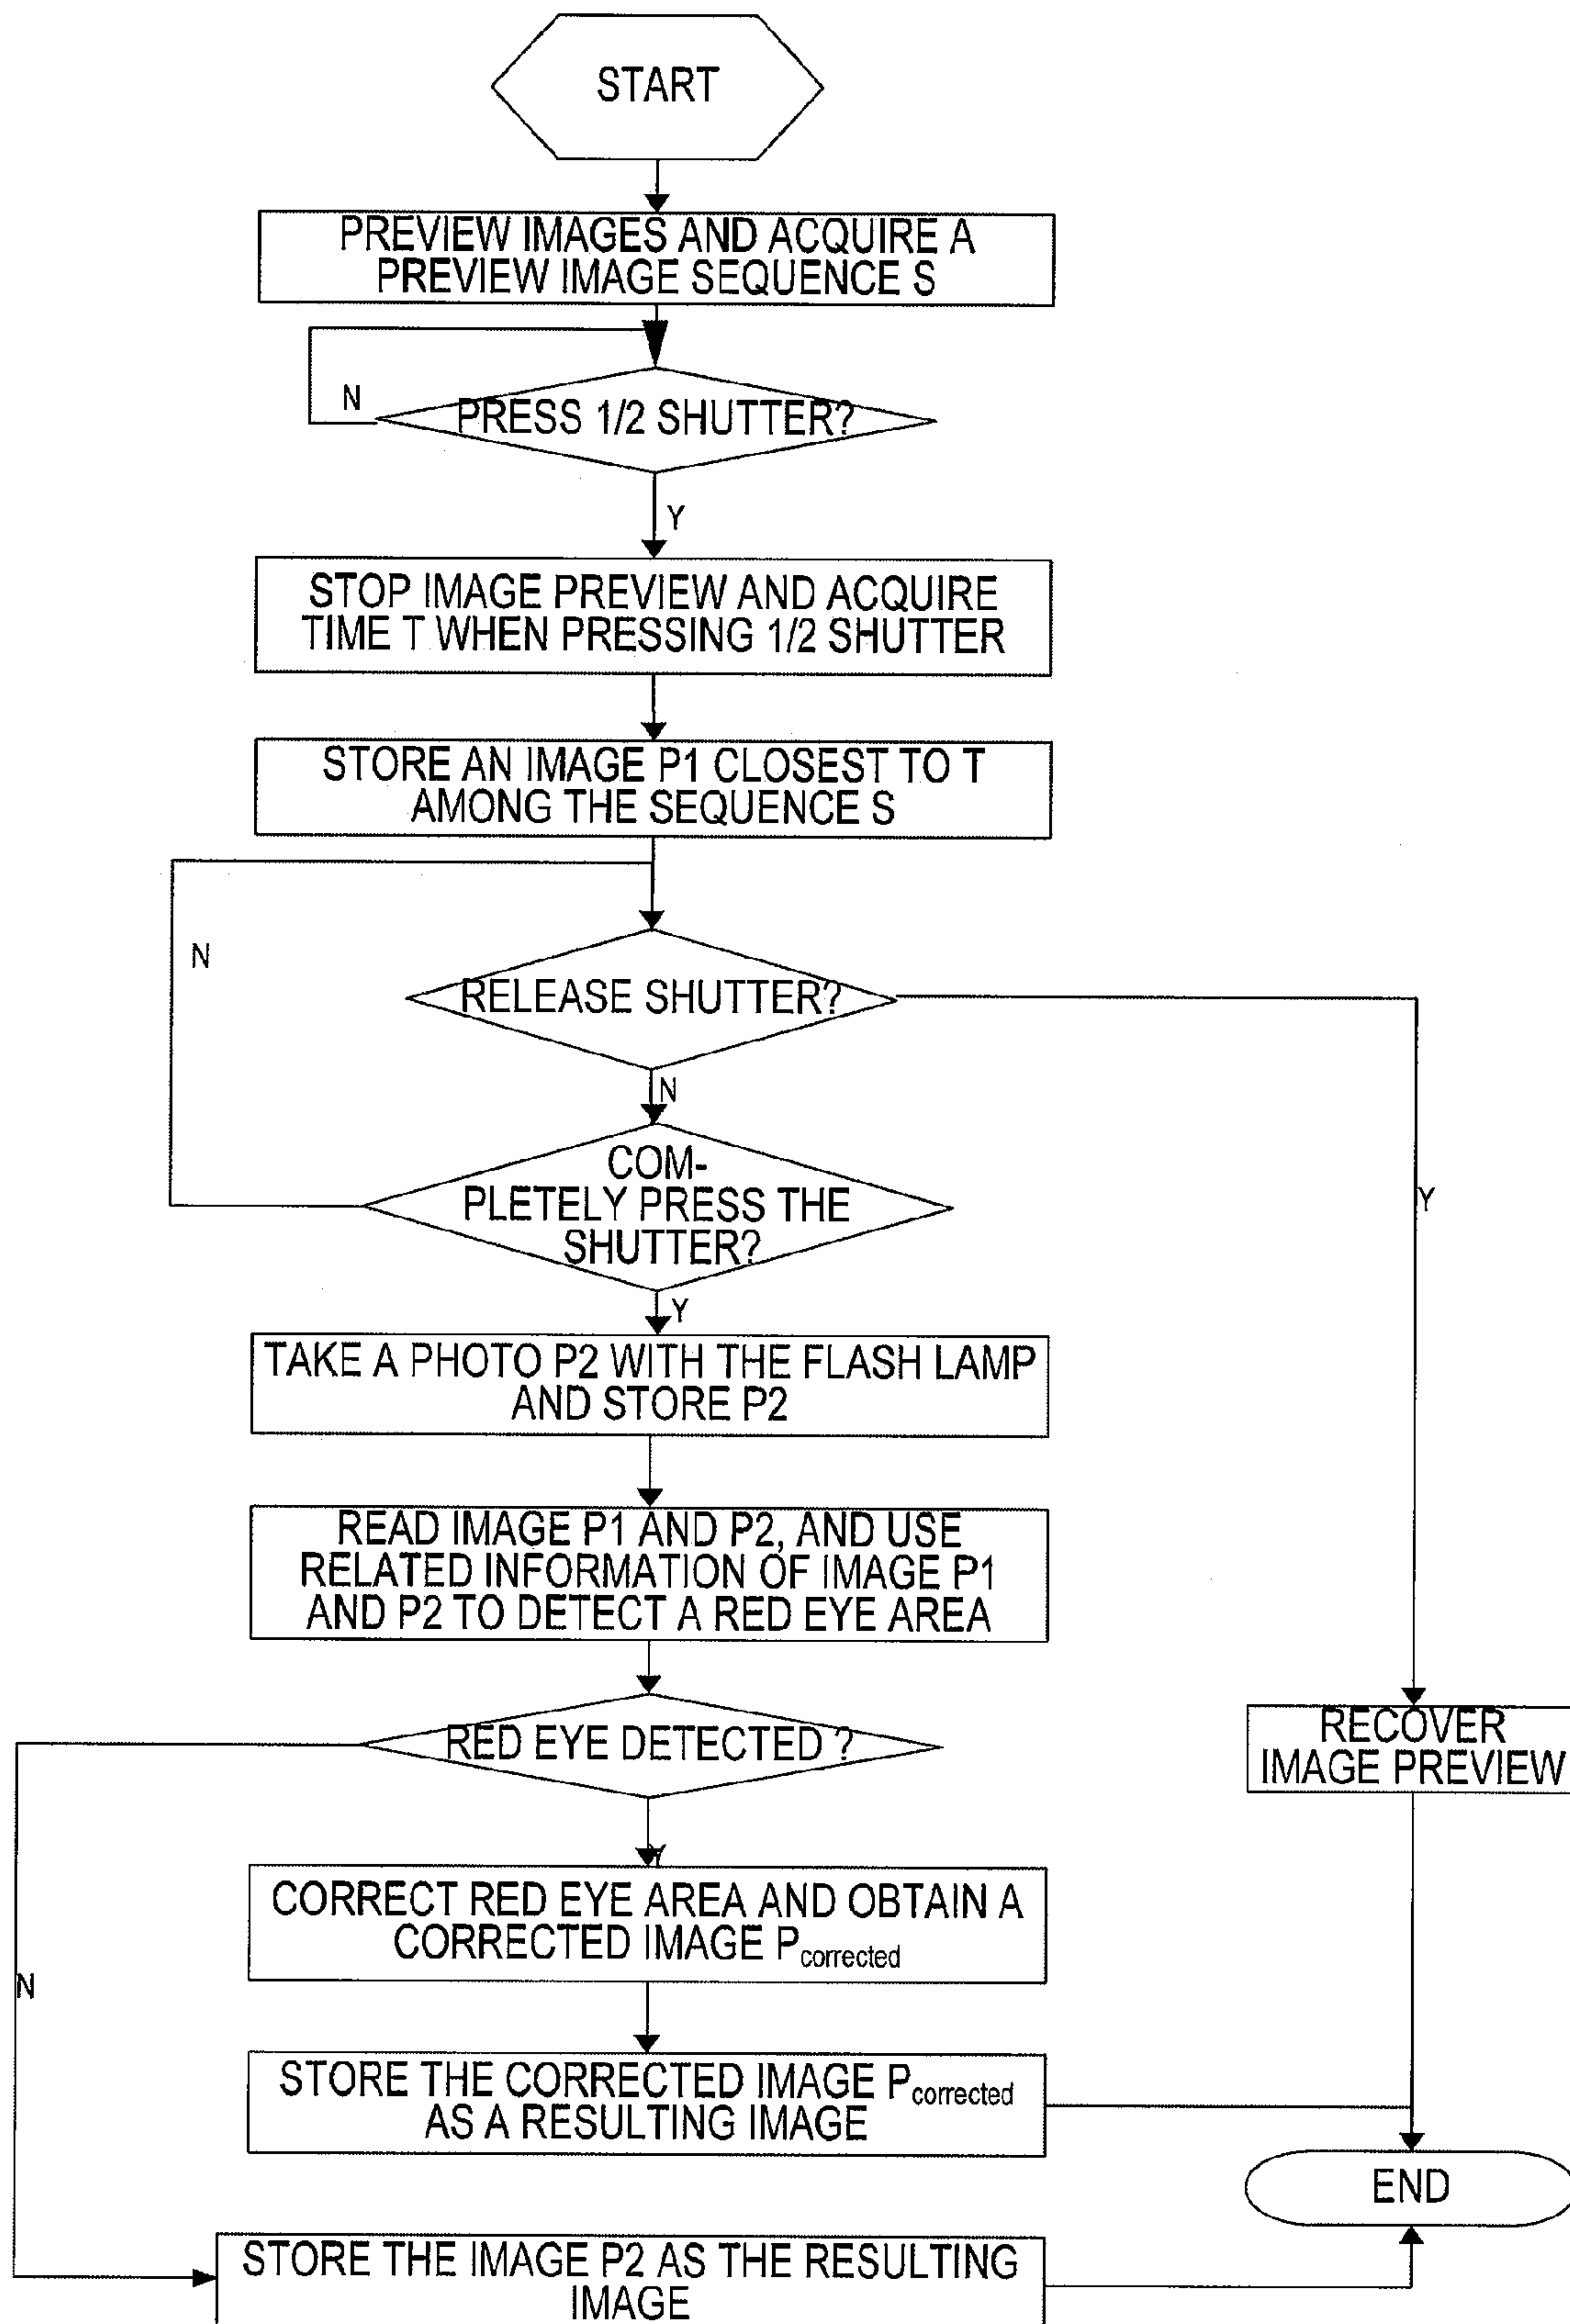 START
PREVIEW IMAGES AND ACQUIRE A
PREVIEW IMAGE SEQUENCE S
N
PRESS 1/2 SHUTTER?
Y
STOP IMAGE PREVIEW AND ACQUIRE
TIME T WHEN PRESSING 1/2 SHUTTER
STORE AN IMAGE P1 CLOSEST TO T
AMONG THE SEQUENCE S
N
RELEASE SHUTTER?
N
COM-
PLETELY PRESS THE
SHUTTER?
Y
Y
TAKE A PHOTO P2 WITH THE FLASH LAMP
AND STORE P2
READ IMAGE P1 AND P2, AND USE
RELATED INFORMATION OF IMAGE P1
AND P2 TO DETECT A RED EYE AREA
RED EYE DETECTED ?
RECOVER
IMAGE PREVIEW
Y
CORRECT RED EYE AREA AND OBTAIN A
CORRECTED IMAGE Pcorrected
N
STORE THE CORRECTED IMAGE Pcorrected
AS A RESULTING IMAGE
END
STORE THE IMAGE P2 AS THE RESULTING
IMAGE